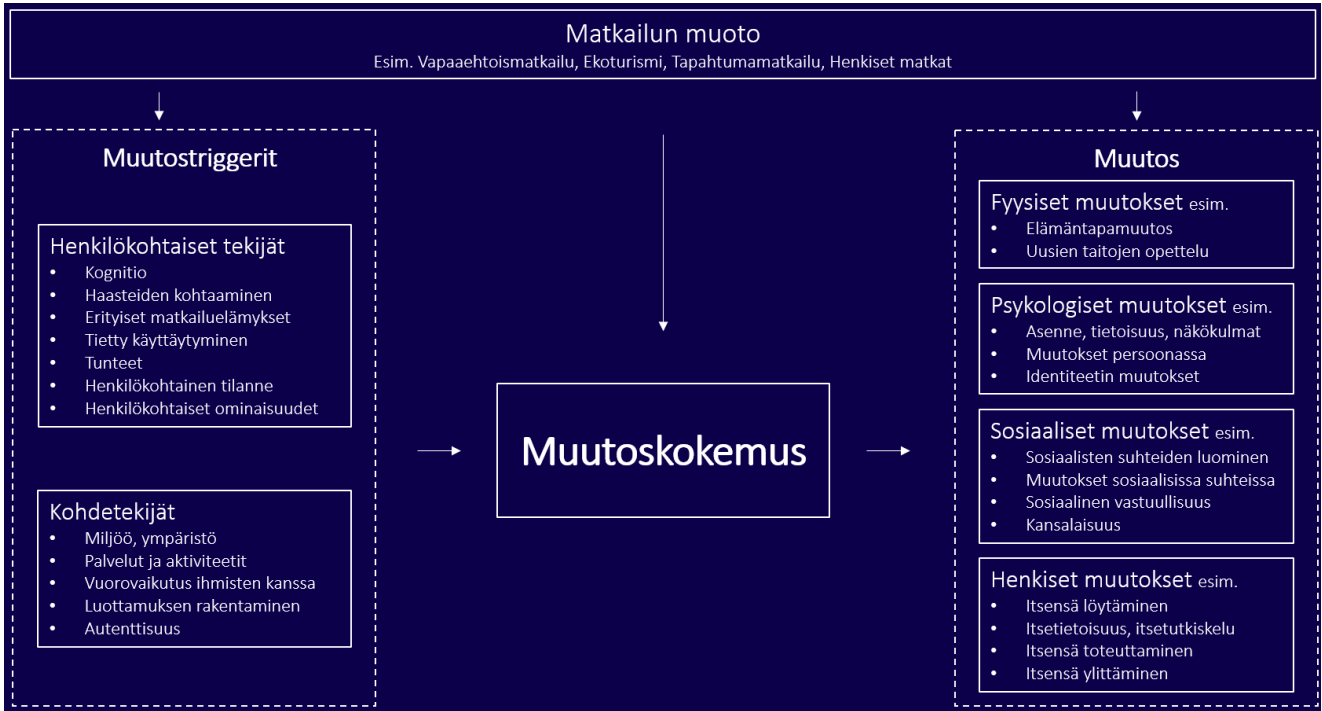 Matkailun muoto
Esim. Vapaaehtoismatkailu, Ekoturismi, Tapahtumamatkailu, Henkiset matkat
Muutostriggerit
Henkilökohtaiset tekijät
• Kognitio
• Haasteiden kohtaaminen
• Erityiset matkailuelämykset
• Tietty käyttäytyminen
• Tunteet
• Henkilökohtainen tilanne
• Henkilökohtaiset ominaisuudet
Kohdetekijät
• Miljöö, ympäristö
• Palvelut ja aktiviteetit
• Vuorovaikutus ihmisten kanssa
• Luottamuksen rakentaminen
• Autenttisuus
Muutoskokemus
Muutos
Fyysiset muutokset esim.
• Elämäntapamuutos
• Uusien taitojen opettelu
Psykologiset muutokset esim.
• Asenne, tietoisuus, näkökulmat
• Muutokset persoonassa
• Identiteetin muutokset
Sosiaaliset muutokset esim.
• Sosiaalisten suhteiden luominen
• Muutokset sosiaalisissa suhteissa
• Sosiaalinen vastuullisuus
• Kansalaisuus
Henkiset muutokset esim.
• Itsensä löytäminen
• Itsetietoisuus, itsetutkiskelu
• Itsensä toteuttaminen
• Itsensä ylittäminen